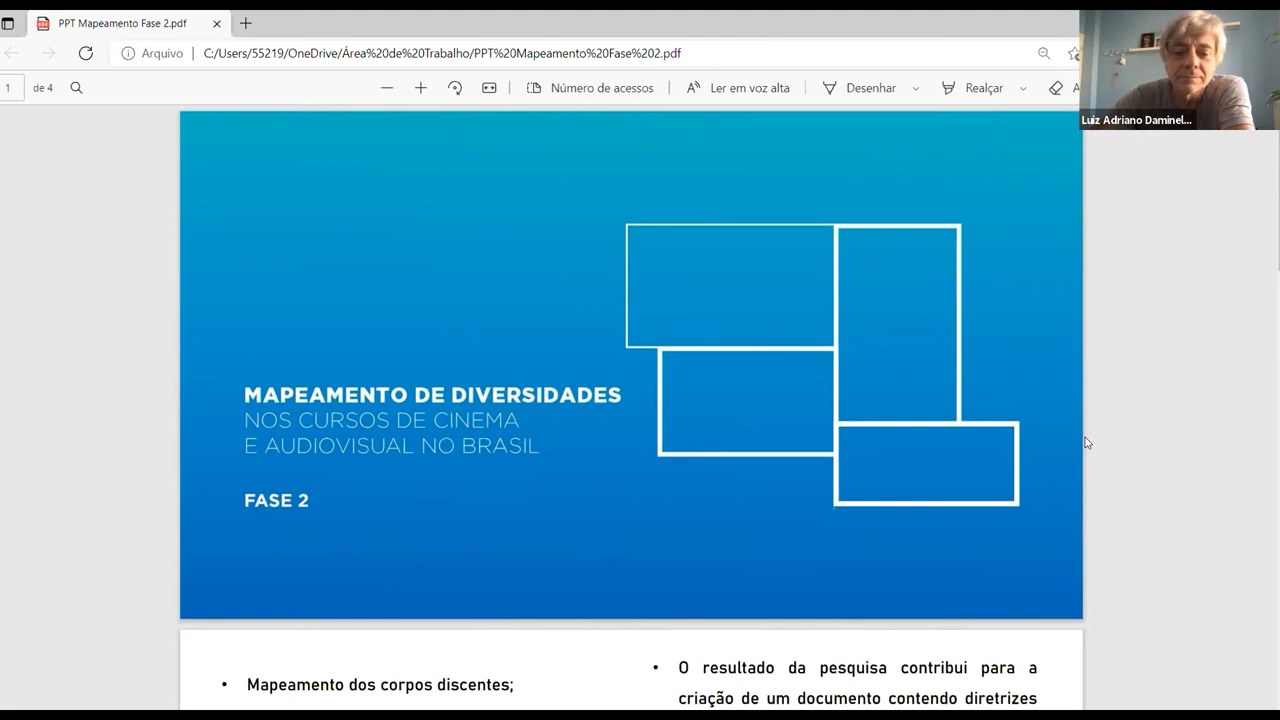 PPT Mapeamento Fase 2.pdf
Arquivo
C:/Users/55219/OneDrive/Área%20de%20Trabalho/PPT%20Mapeamento%20Fase%202.pdf
1 de 4
Número de acessos
Ler em voz alta
Desenhar
Realçar
A
Luiz Adriano Daminel...
MAPEAMENTO DE DIVERSIDADES
NOS CURSOS DE CINEMA
E AUDIOVISUAL NO BRASIL
FASE 2
• Mapeamento dos corpos discentes;
• O resultado da pesquisa contribui para a
criação de um documento contendo diretrizes